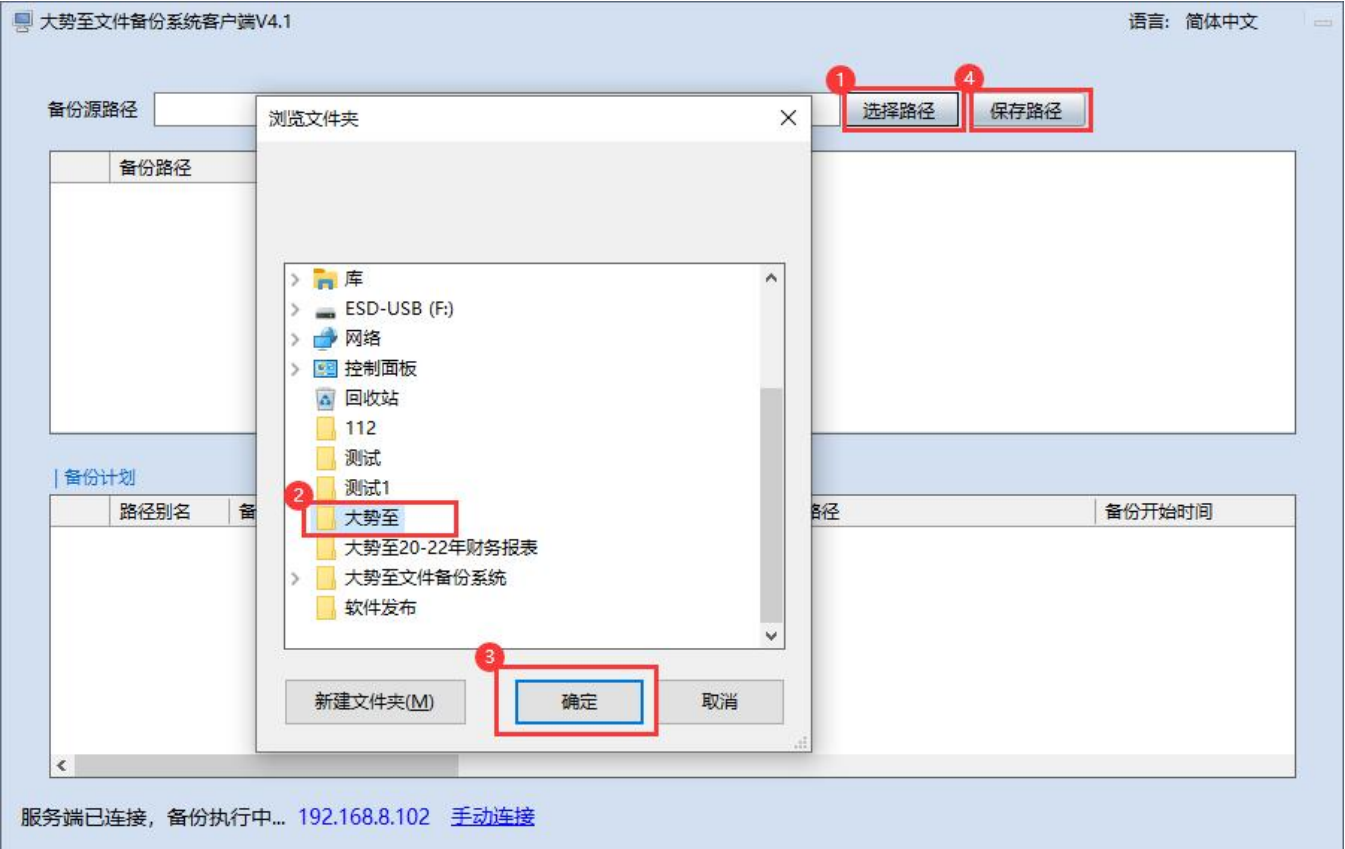 大势至文件备份系统客户端V4.1 语言: 简体中文
1 4
备份源路径 选择路径 保存路径
浏览文件夹
备份路径
库
ESD-USB (F:)
网络
控制面板
回收站
112
测试
测试1
2
大势至
大势至20-22年财务报表
大势至文件备份系统
软件发布
3
新建文件夹(M) 确定 取消
|备份计划
路径别名 备 路径 备份开始时间
服务端已连接，备份执行中... 192.168.8.102 手动连接